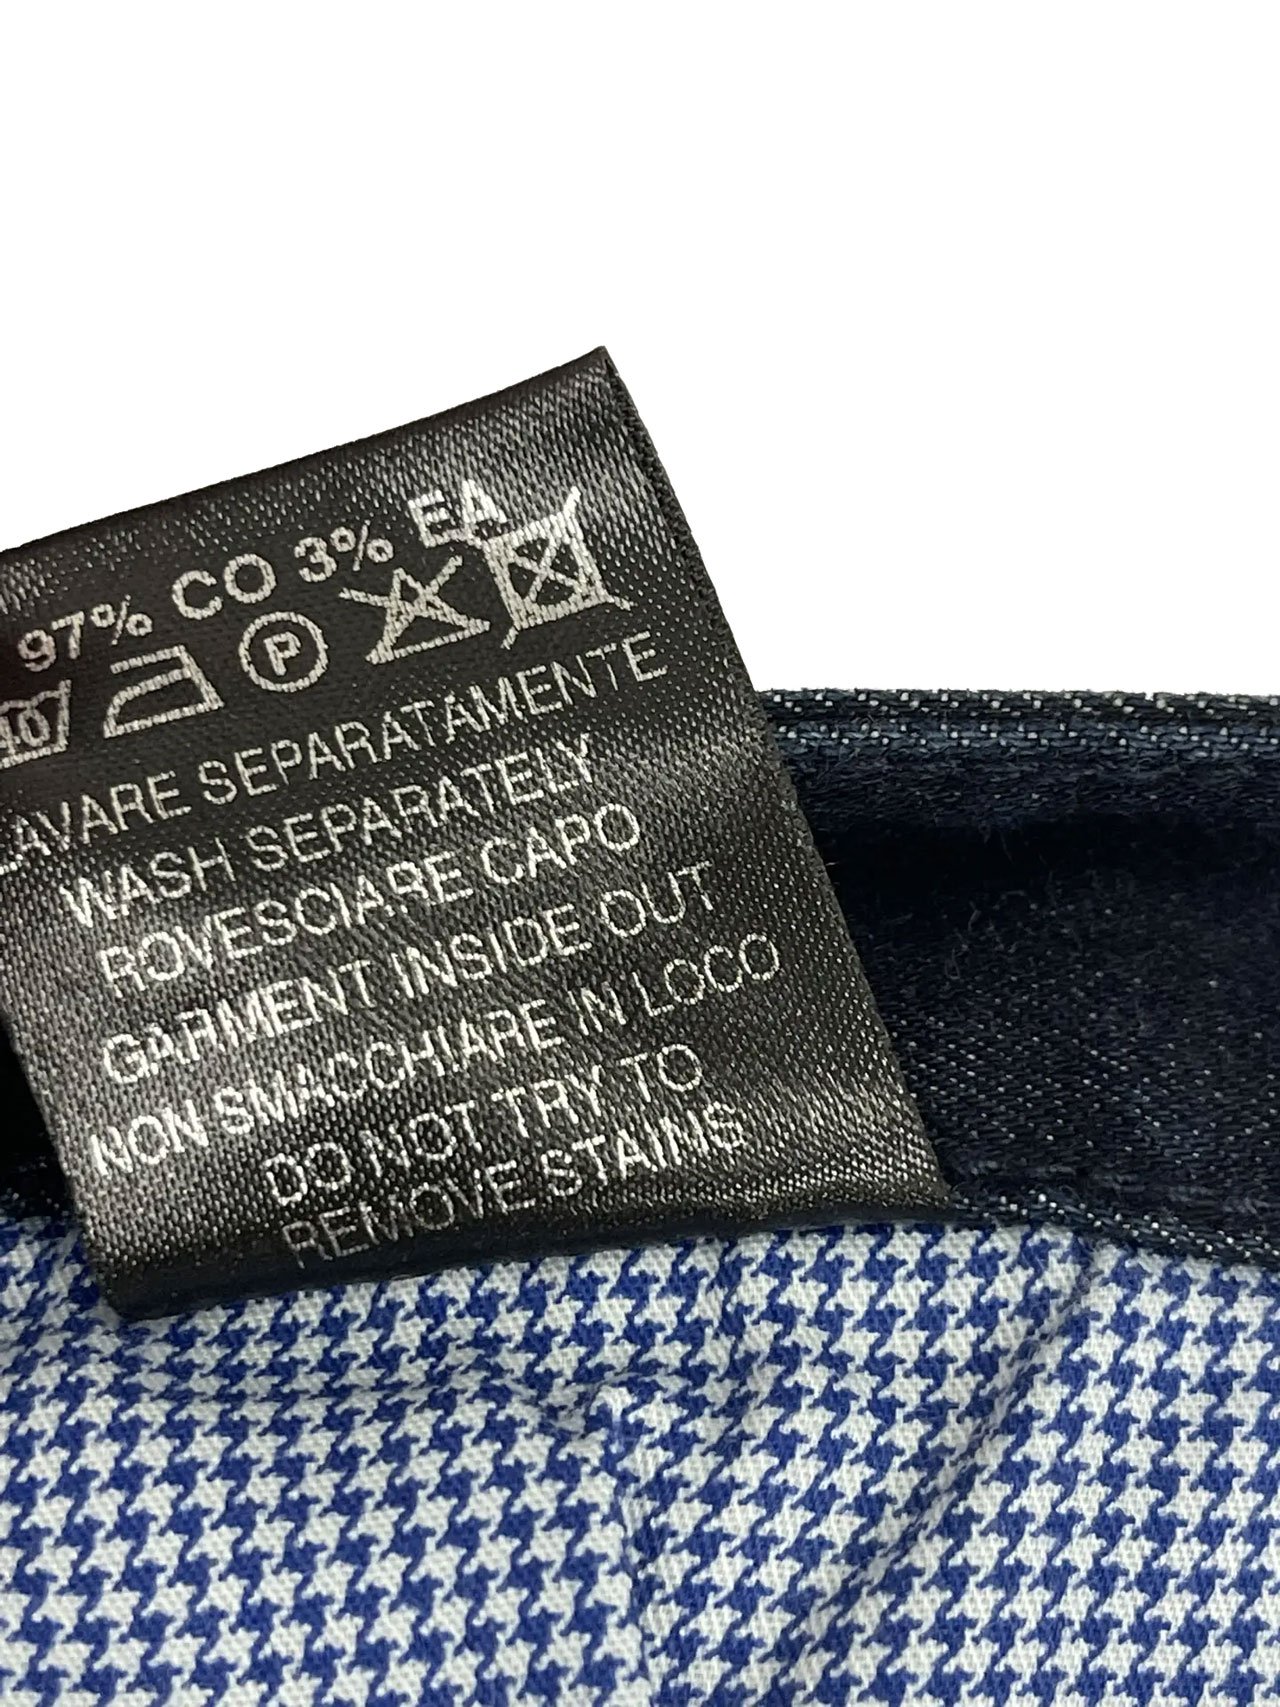 97% CO 3% EA
40 P
LAVARE SEPARATAMENTE
WASH SEPARATELY
ROVESCIARE CAPO
GARMENT INSIDE OUT
NON SMACCHIARE IN LOCO
DO NOT TRY TO
REMOVE STAIMS